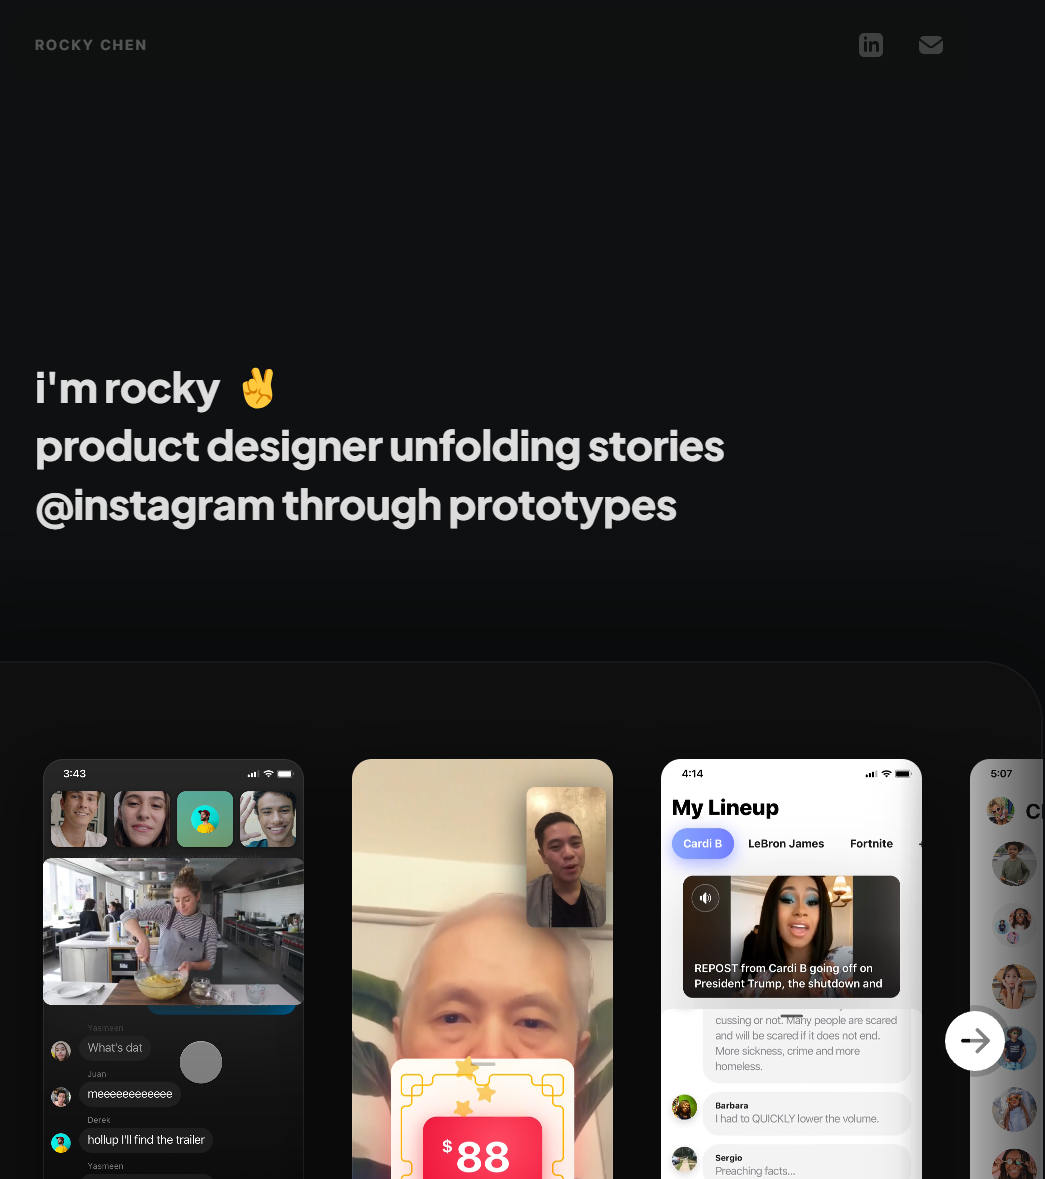 ROCKY CHEN
i'm rocky ✌️
product designer unfolding stories
@instagram through prototypes
3:43
Yasmeen
What's dat
Juan
meeeeeeeeeeee
Derek
hollup I'll find the trailer
Yasmeen
$88
4:14
My Lineup
Cardi B LeBron James Fortnite
REPOST from Cardi B going off on
President Trump, the shutdown and
cussing or not. Many people are scared
and will be scared if it does not end.
More sickness, crime and more
homeless.
Barbara
I had to QUICKLY lower the volume.
Sergio
Preaching facts...
5:07